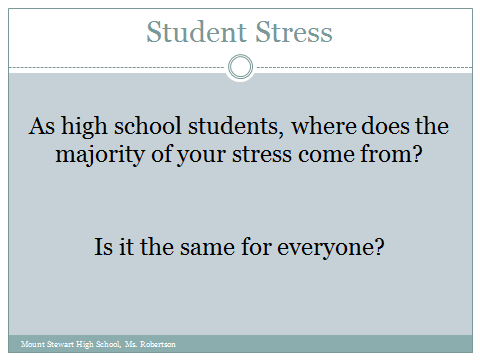 Student Stress
As high school students, where does the
majority of your stress come from?
Is it the same for everyone?
Mount Stewart High School, Ms. Robertson